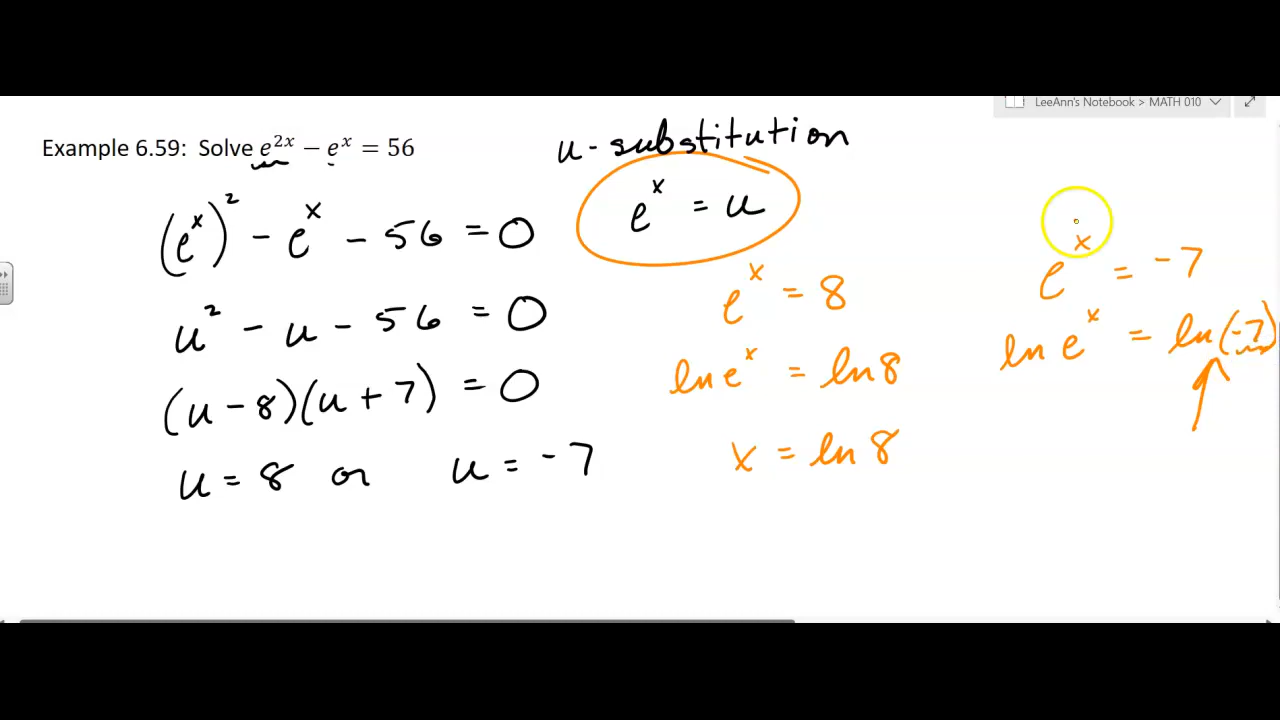 LeeAnn's Notebook > MATH 010
Example 6.59: Solve e^{2x} − e^x = 56
u-substitution
(e^x)^2 - e^x - 56 = 0
e^x = u
u^2 - u - 56 = 0
(u - 8)(u + 7) = 0
u = 8 or u = -7
e^x = 8
ln e^x = ln 8
x = ln 8
e^x = -7
ln e^x = ln(-7)